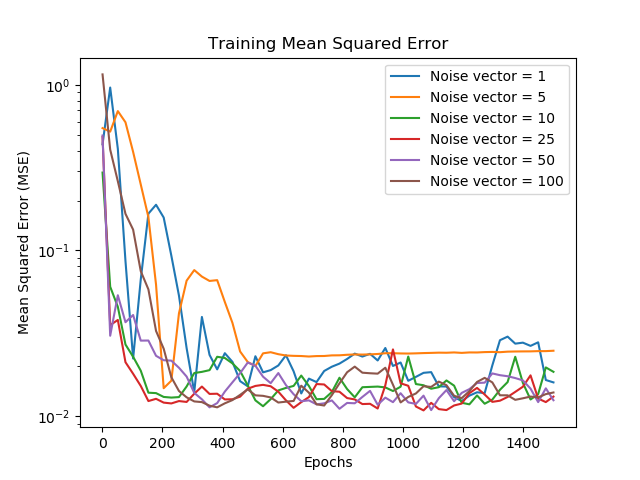 Training Mean Squared Error
Mean Squared Error (MSE)
10⁰
10⁻¹
10⁻²
Noise vector = 1
Noise vector = 5
Noise vector = 10
Noise vector = 25
Noise vector = 50
Noise vector = 100
0 200 400 600 800 1000 1200 1400
Epochs